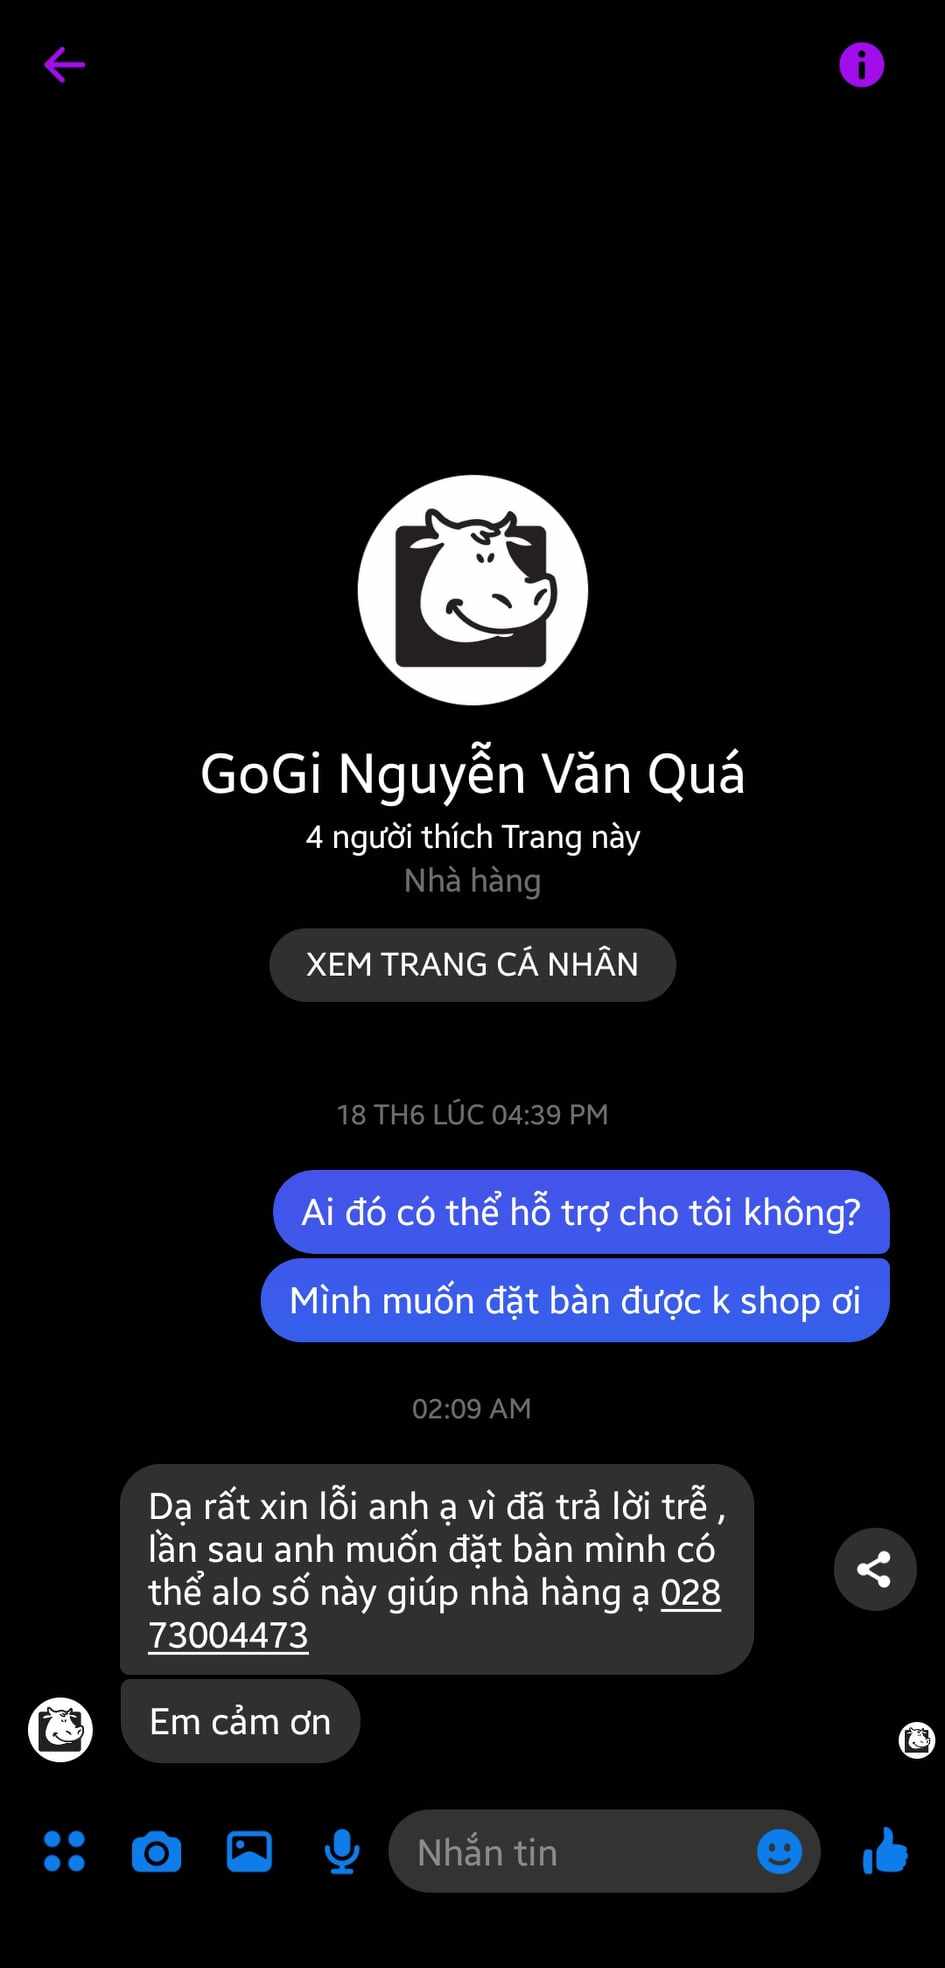 GoGi Nguyễn Văn Quá
4 người thích Trang này
Nhà hàng
XEM TRANG CÁ NHÂN
18 TH6 LÚC 04:39 PM
Ai đó có thể hỗ trợ cho tôi không?
Mình muốn đặt bàn được k shop ơi
02:09 AM
Dạ rất xin lỗi anh ạ vì đã trả lời trễ ,
lần sau anh muốn đặt bàn mình có
thể alo số này giúp nhà hàng ạ 028
73004473
Em cảm ơn
Nhắn tin